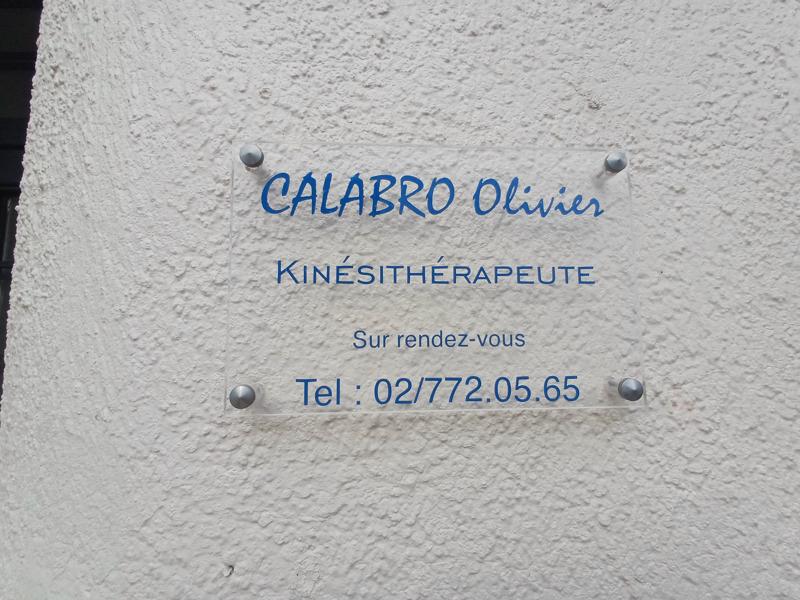 CALABRO Olivier
KINÉSITHÉRAPEUTE
Sur rendez-vous
Tel : 02/772.05.65